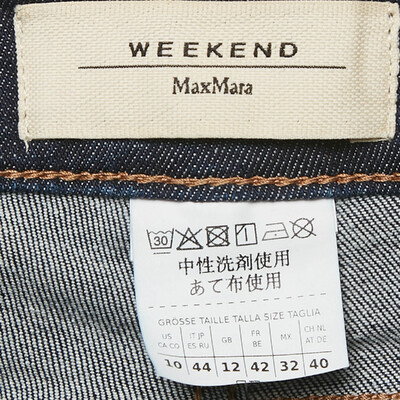 WEEKEND
MaxMara
30
中性洗剤使用
あて布使用
GRÖSSE TAILLE TALLA SIZE TAGLIA
US IT JP GB FR MX CH NL
CA CO ES RU BE AT DE
10 44 12 42 32 40